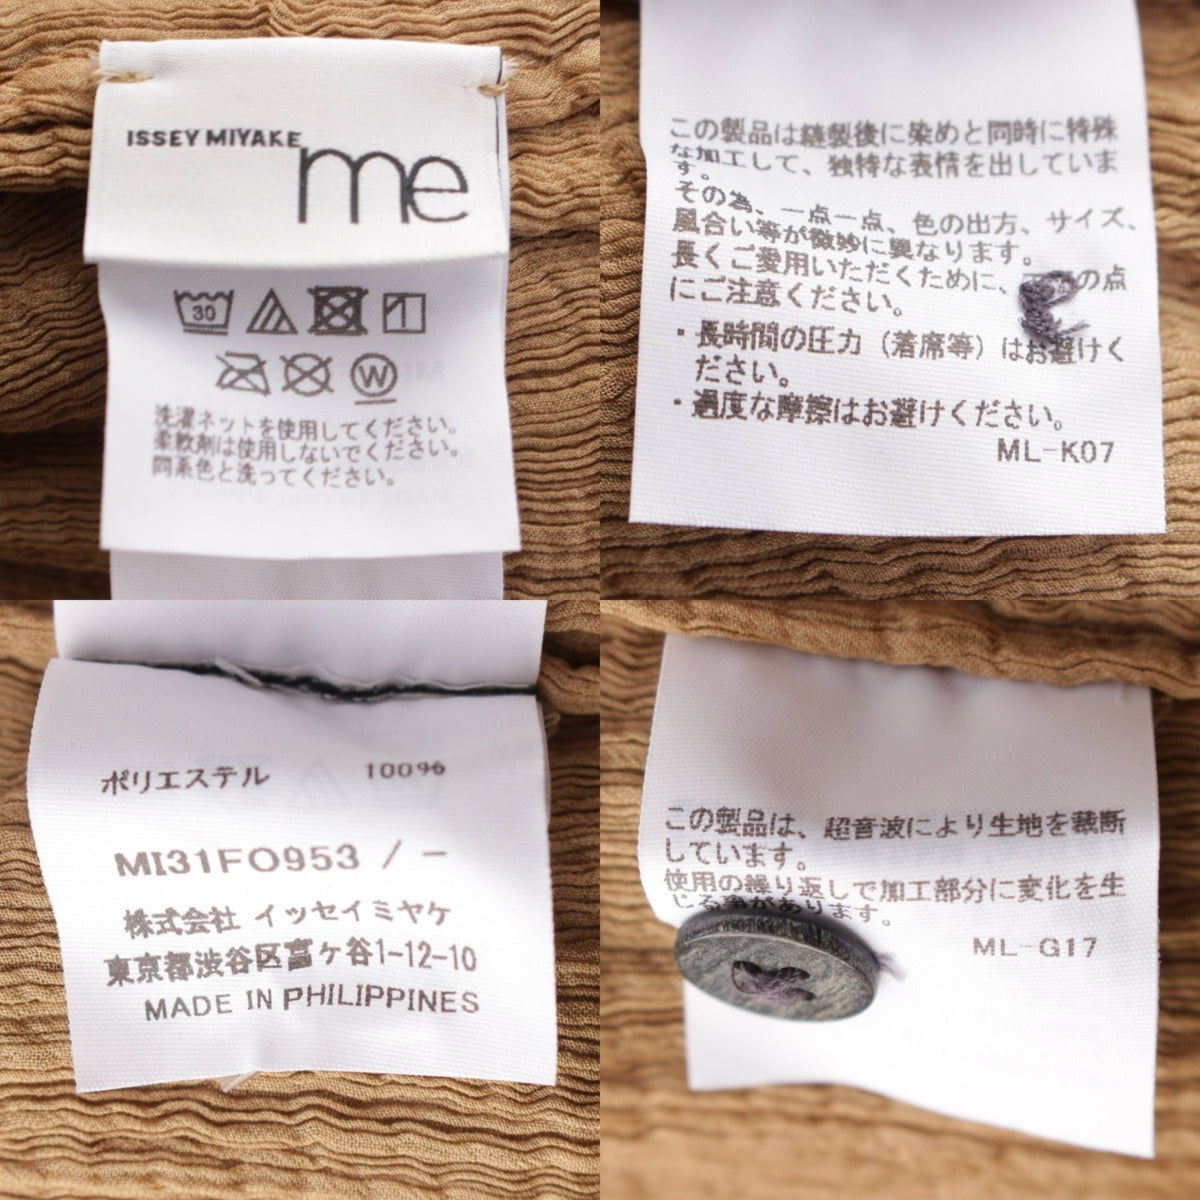 ISSEY MIYAKE
me
30
W
洗濯ネットを使用してください。
柔軟剤は使用しないでください。
同系色と洗ってください。
この製品は縫製後に染めと同時に特殊
な加工して、独特な表情を出していま
す。
その為、一点一点、色の出方、サイズ、
風合い等が微妙に異なります。
長くご愛用いただくために、の点
にご注意ください。
・長時間の圧力（着席等）はお避けく
ださい。
・過度な摩擦はお避けください。
ML-K07
ポリエステル 100%
MI31FO953 / -
株式会社 イッセイミヤケ
東京都渋谷区富ヶ谷1-12-10
MADE IN PHILIPPINES
この製品は、超音波により生地を裁断
しています。
使用の繰り返しで加工部分に変化を生
じる事があります。
ML-G17